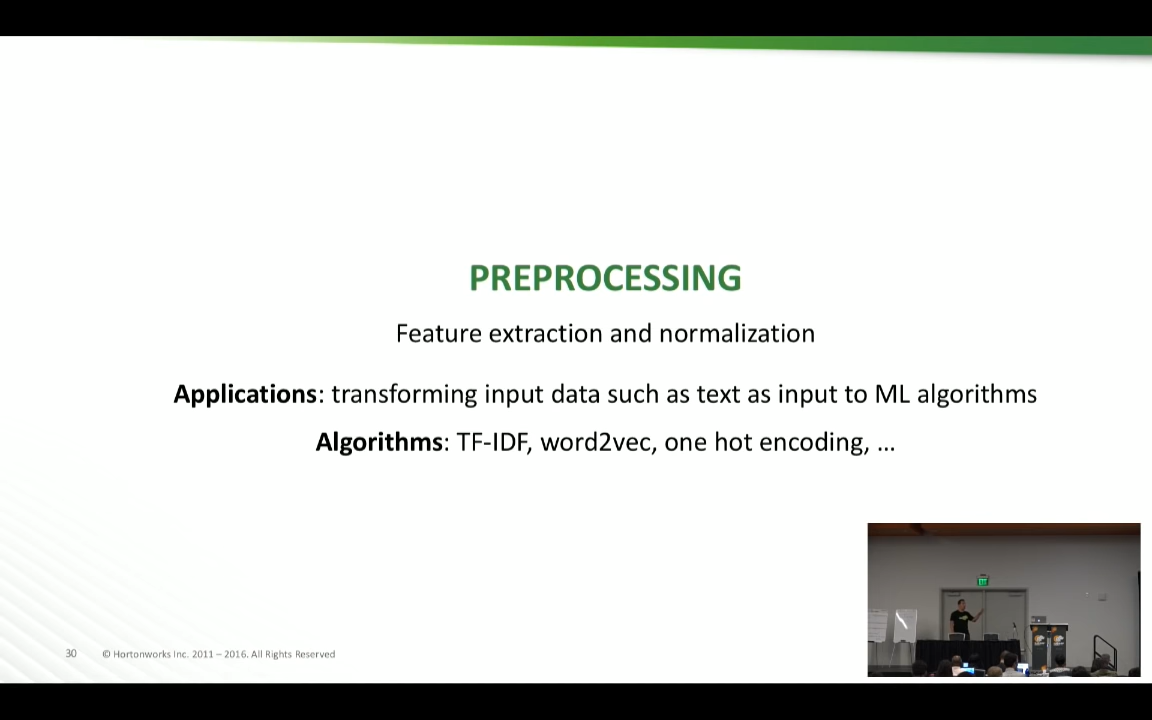 PREPROCESSING
Feature extraction and normalization
Applications: transforming input data such as text as input to ML algorithms
Algorithms: TF-IDF, word2vec, one hot encoding, ...
30 © Hortonworks Inc. 2011 – 2016. All Rights Reserved